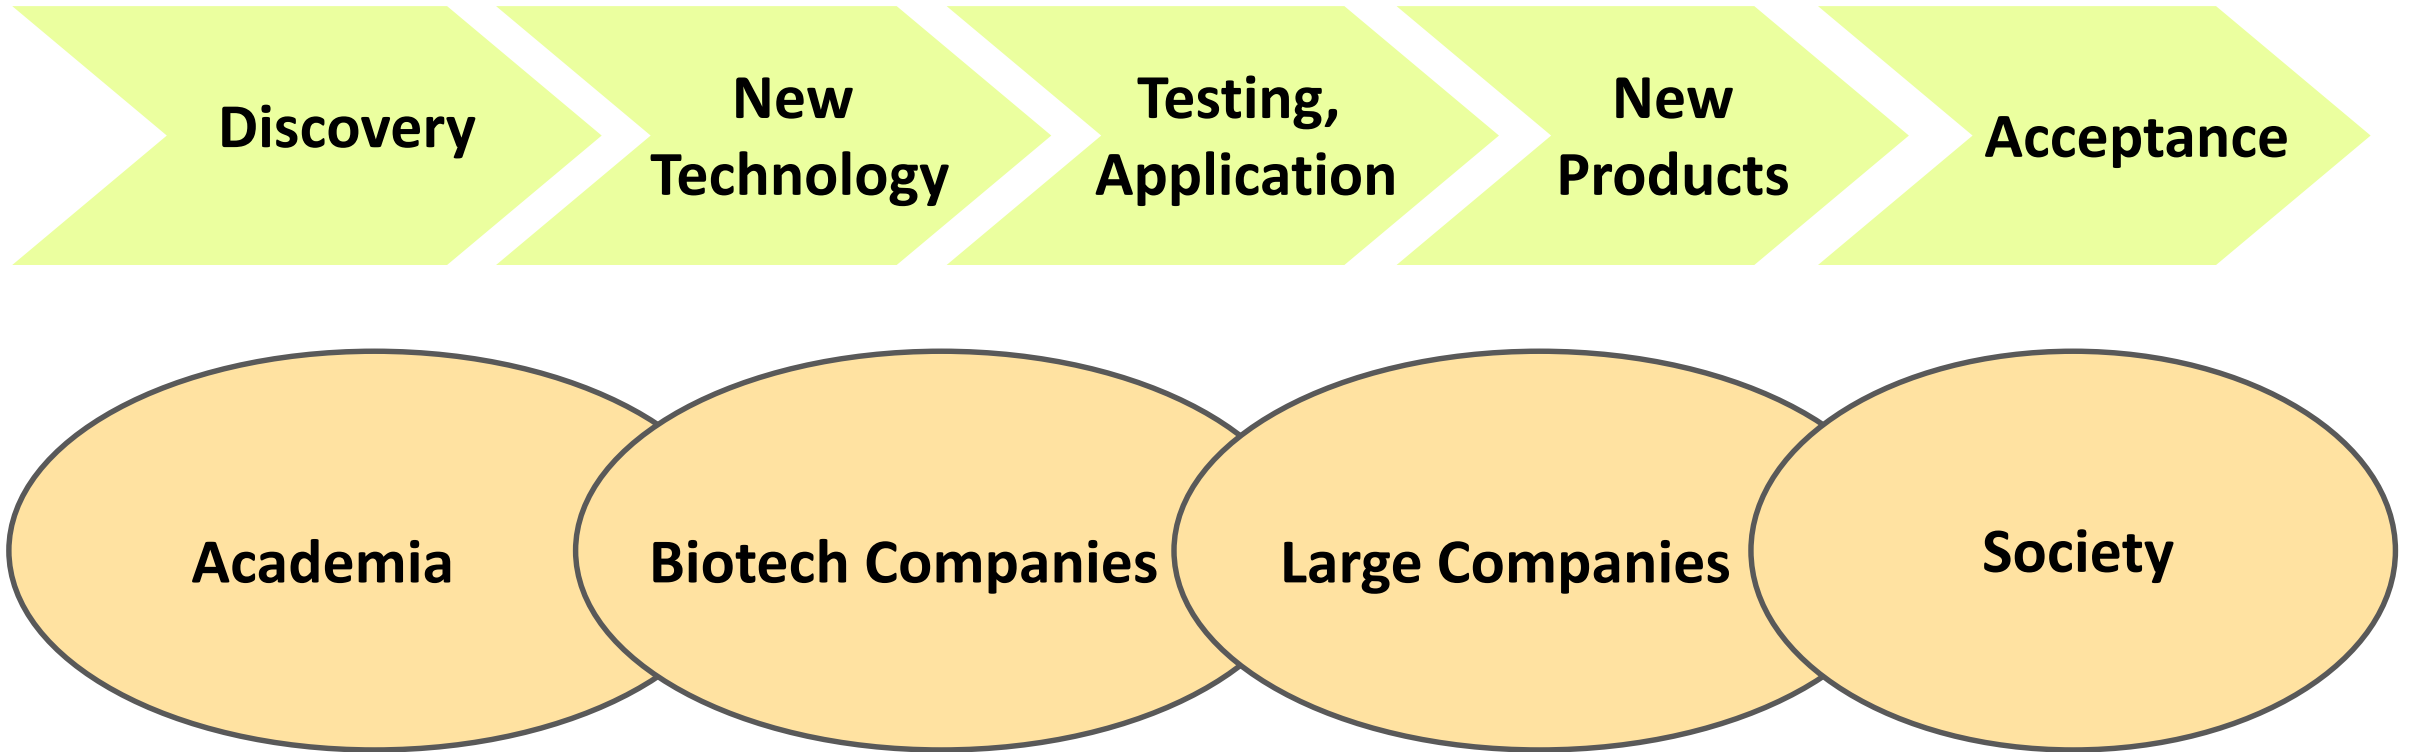 Discovery
New
Technology
Testing,
Application
New
Products
Acceptance
Academia
Biotech Companies
Large Companies
Society